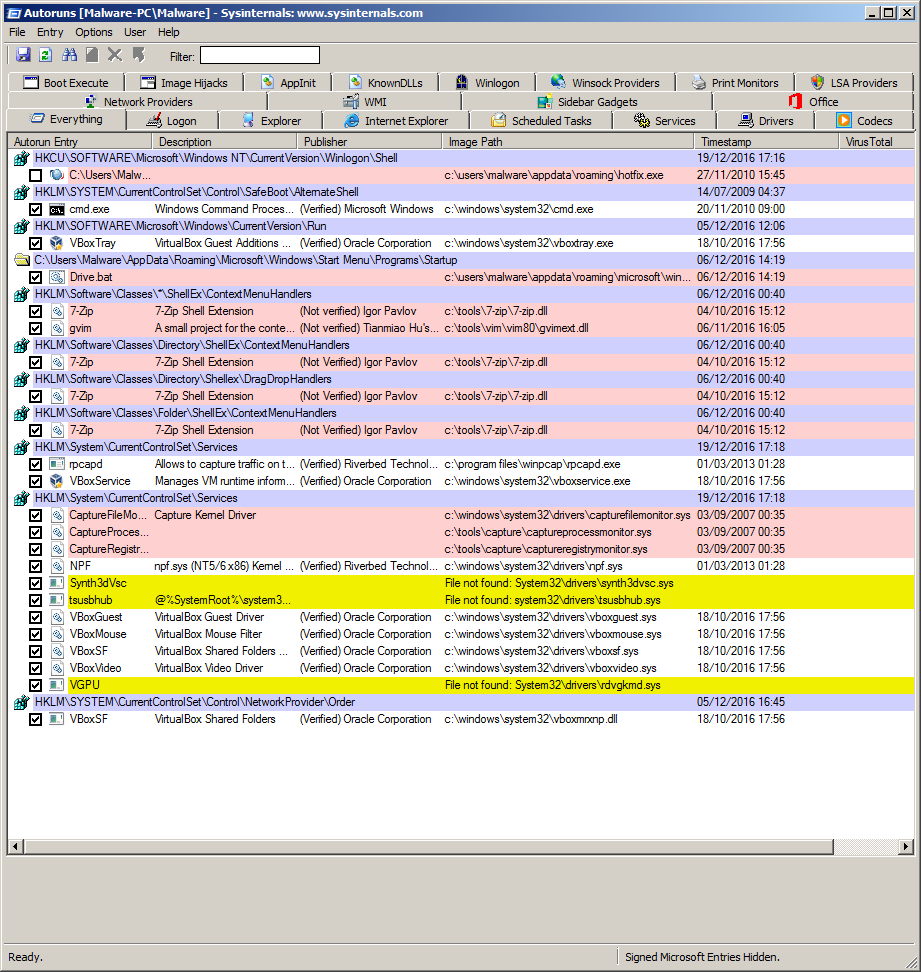 Autoruns [Malware-PC\Malware] - Sysinternals: www.sysinternals.com
File Entry Options User Help
Filter:
Boot Execute Image Hijacks AppInit KnownDLLs Winlogon Winsock Providers Print Monitors LSA Providers
Network Providers WMI Sidebar Gadgets Office
Everything Logon Explorer Internet Explorer Scheduled Tasks Services Drivers Codecs
Autorun Entry Description Publisher Image Path Timestamp VirusTotal
HKCU\SOFTWARE\Microsoft\Windows NT\CurrentVersion\Winlogon\Shell 19/12/2016 17:16
C:\Users\Malw... c:\users\malware\appdata\roaming\hotfix.exe 27/11/2010 15:45
HKLM\SYSTEM\CurrentControlSet\Control\SafeBoot\AlternateShell 14/07/2009 04:37
cmd.exe Windows Command Proces... (Verified) Microsoft Windows c:\windows\system32\cmd.exe 20/11/2010 09:00
HKLM\SOFTWARE\Microsoft\Windows\CurrentVersion\Run 05/12/2016 12:06
VBoxTray VirtualBox Guest Additions ... (Verified) Oracle Corporation c:\windows\system32\vboxtray.exe 18/10/2016 17:56
C:\Users\Malware\AppData\Roaming\Microsoft\Windows\Start Menu\Programs\Startup 06/12/2016 14:19
Drive.bat c:\users\malware\appdata\roaming\microsoft\win... 06/12/2016 14:19
HKLM\Software\Classes\*\ShellEx\ContextMenuHandlers 06/12/2016 00:40
7-Zip 7-Zip Shell Extension (Not verified) Igor Pavlov c:\tools\7-zip\7-zip.dll 04/10/2016 15:12
gvim A small project for the conte... (Not verified) Tianmiao Hu's... c:\tools\vim\vim80\gvimext.dll 06/11/2016 16:05
HKLM\Software\Classes\Directory\ShellEx\ContextMenuHandlers 06/12/2016 00:40
7-Zip 7-Zip Shell Extension (Not Verified) Igor Pavlov c:\tools\7-zip\7-zip.dll 04/10/2016 15:12
HKLM\Software\Classes\Directory\Shellex\DragDropHandlers 06/12/2016 00:40
7-Zip 7-Zip Shell Extension (Not Verified) Igor Pavlov c:\tools\7-zip\7-zip.dll 04/10/2016 15:12
HKLM\Software\Classes\Folder\ShellEx\ContextMenuHandlers 06/12/2016 00:40
7-Zip 7-Zip Shell Extension (Not Verified) Igor Pavlov c:\tools\7-zip\7-zip.dll 04/10/2016 15:12
HKLM\System\CurrentControlSet\Services 19/12/2016 17:18
rpcapd Allows to capture traffic on t... (Verified) Riverbed Technol... c:\program files\winpcap\rpcapd.exe 01/03/2013 01:28
VBoxService Manages VM runtime inform... (Verified) Oracle Corporation c:\windows\system32\vboxservice.exe 18/10/2016 17:56
HKLM\System\CurrentControlSet\Services 19/12/2016 17:18
CaptureFileMo... Capture Kernel Driver c:\windows\system32\drivers\capturefilemonitor.sys 03/09/2007 00:35
CaptureProces... c:\tools\capture\captureprocessmonitor.sys 03/09/2007 00:35
CaptureRegistr... c:\tools\capture\captureregistrymonitor.sys 03/09/2007 00:35
NPF npf.sys (NT5/6 x86) Kernel ... (Verified) Riverbed Technol... c:\windows\system32\drivers\npf.sys 01/03/2013 01:28
Synth3dVsc File not found: System32\drivers\synth3dvsc.sys
tsusbhub @%SystemRoot%\system3... File not found: system32\drivers\tsusbhub.sys
VBoxGuest VirtualBox Guest Driver (Verified) Oracle Corporation c:\windows\system32\drivers\vboxguest.sys 18/10/2016 17:56
VBoxMouse VirtualBox Mouse Filter (Verified) Oracle Corporation c:\windows\system32\drivers\vboxmouse.sys 18/10/2016 17:56
VBoxSF VirtualBox Shared Folders ... (Verified) Oracle Corporation c:\windows\system32\drivers\vboxsf.sys 18/10/2016 17:56
VBoxVideo VirtualBox Video Driver (Verified) Oracle Corporation c:\windows\system32\drivers\vboxvideo.sys 18/10/2016 17:56
VGPU File not found: System32\drivers\rdvgkmd.sys
HKLM\SYSTEM\CurrentControlSet\Control\NetworkProvider\Order 05/12/2016 16:45
VBoxSF VirtualBox Shared Folders (Verified) Oracle Corporation c:\windows\system32\vboxmrxnp.dll 18/10/2016 17:56
Ready. Signed Microsoft Entries Hidden.